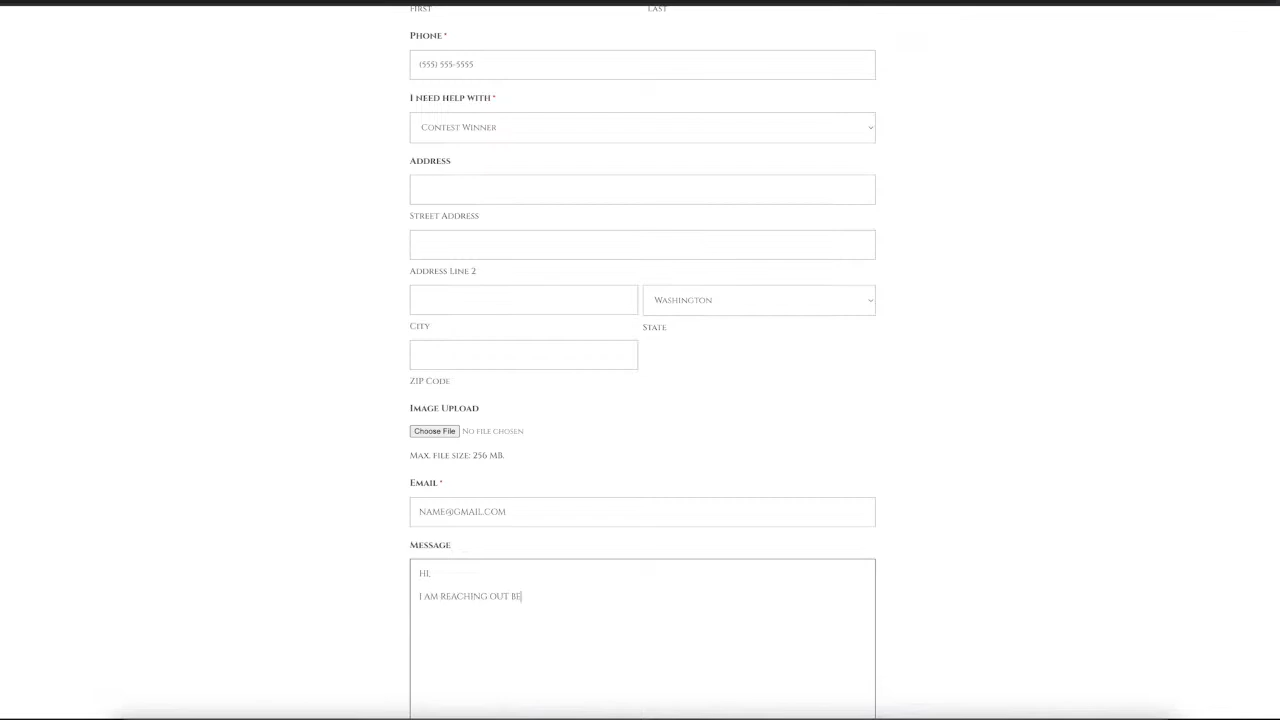 First Last
Phone *
(555) 555-5555
I need help with *
Contest Winner
Address
Street Address
Address Line 2
Washington
City
State
ZIP Code
Image Upload
Choose File No file chosen
Max. file size: 256 MB.
Email *
name@gmail.com
Message
Hi,
I am reaching out be